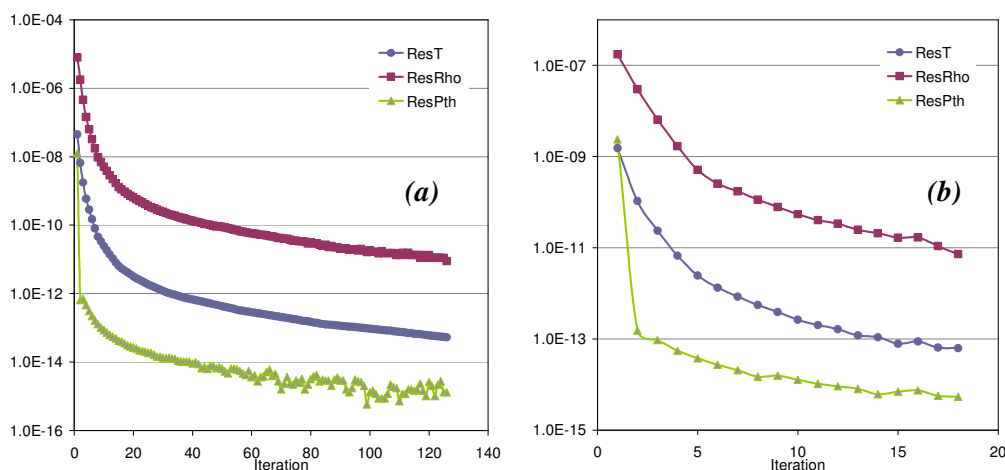 1.0E-04
1.0E-06
1.0E-08
1.0E-10
1.0E-12
1.0E-14
1.0E-16
0 20 40 60 80 100 120 140
Iteration
ResT
ResRho
ResPth
(a)
1.0E-07
1.0E-09
1.0E-11
1.0E-13
1.0E-15
0 5 10 15 20
Iteration
ResT
ResRho
ResPth
(b)